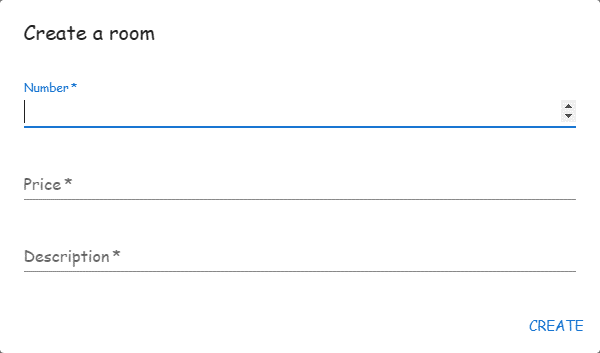 Create a room
Number *
Price *
Description *
CREATE